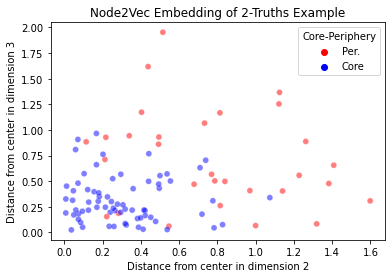 Node2Vec Embedding of 2-Truths Example
Core-Periphery
Per.
Core
Distance from center in dimension 3
2.00
1.75
1.50
1.25
1.00
0.75
0.50
0.25
0.00
0.0 0.2 0.4 0.6 0.8 1.0 1.2 1.4 1.6
Distance from center in dimension 2